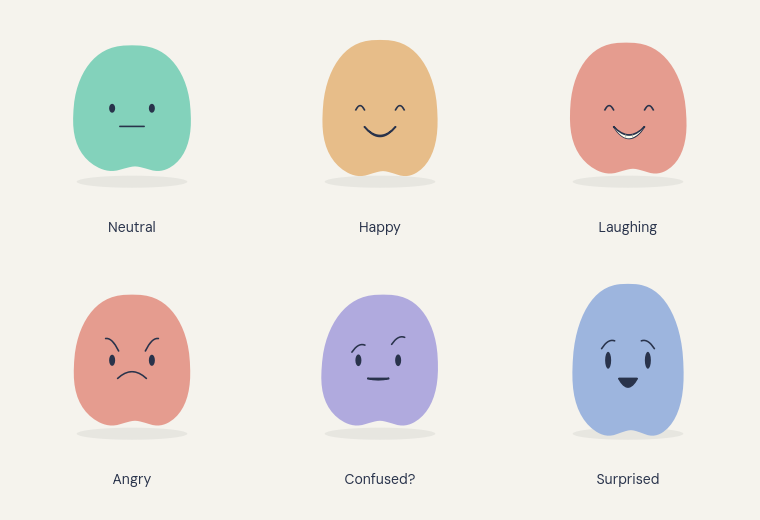 Neutral
Happy
Laughing
Angry
Confused?
Surprised